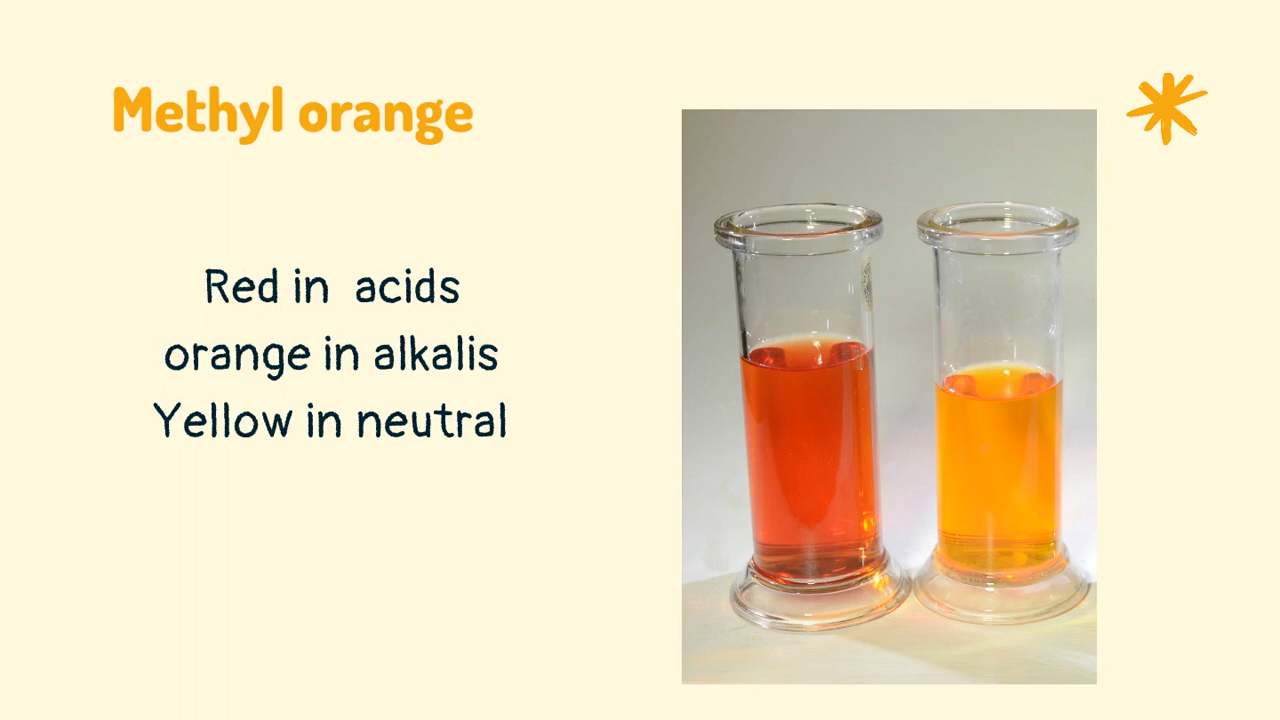 Methyl orange
Red in acids
orange in alkalis
Yellow in neutral